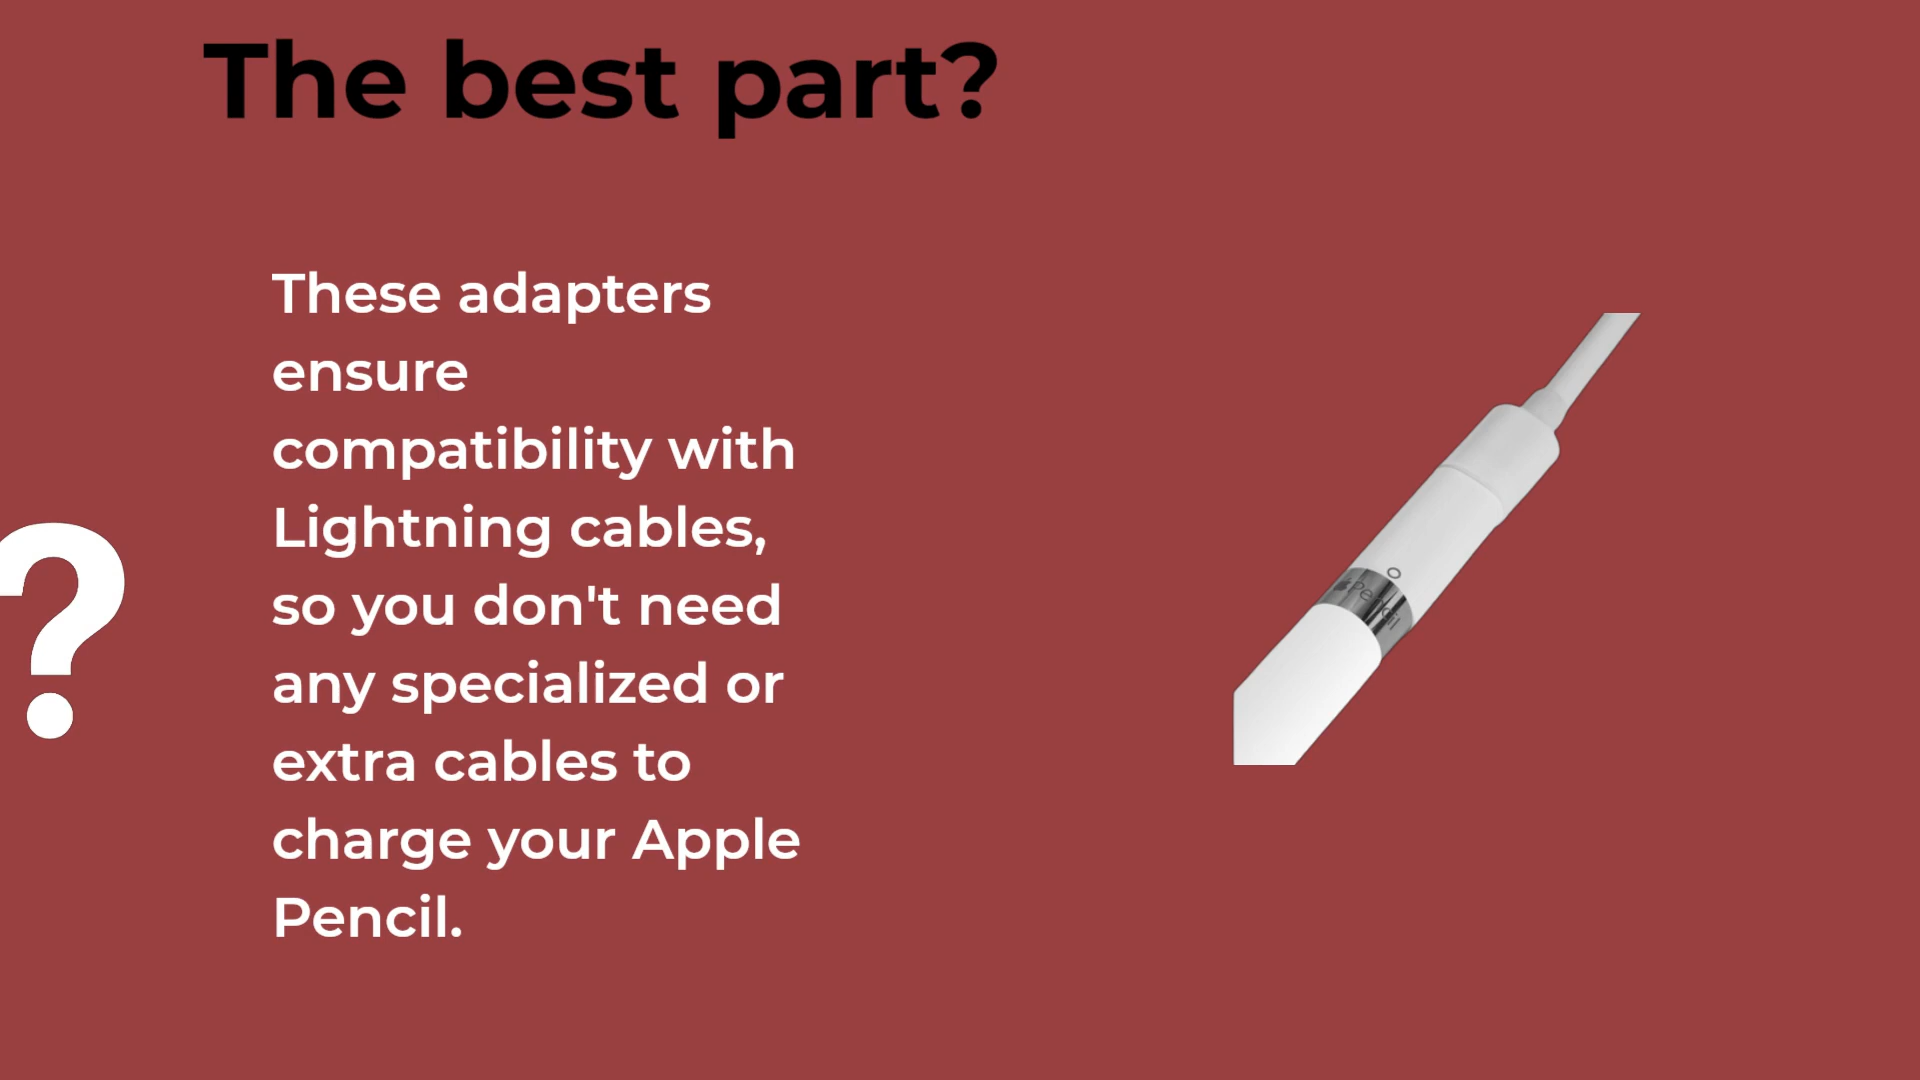 The best part?
These adapters
ensure
compatibility with
Lightning cables,
so you don't need
any specialized or
extra cables to
charge your Apple
Pencil.
?
Pencil